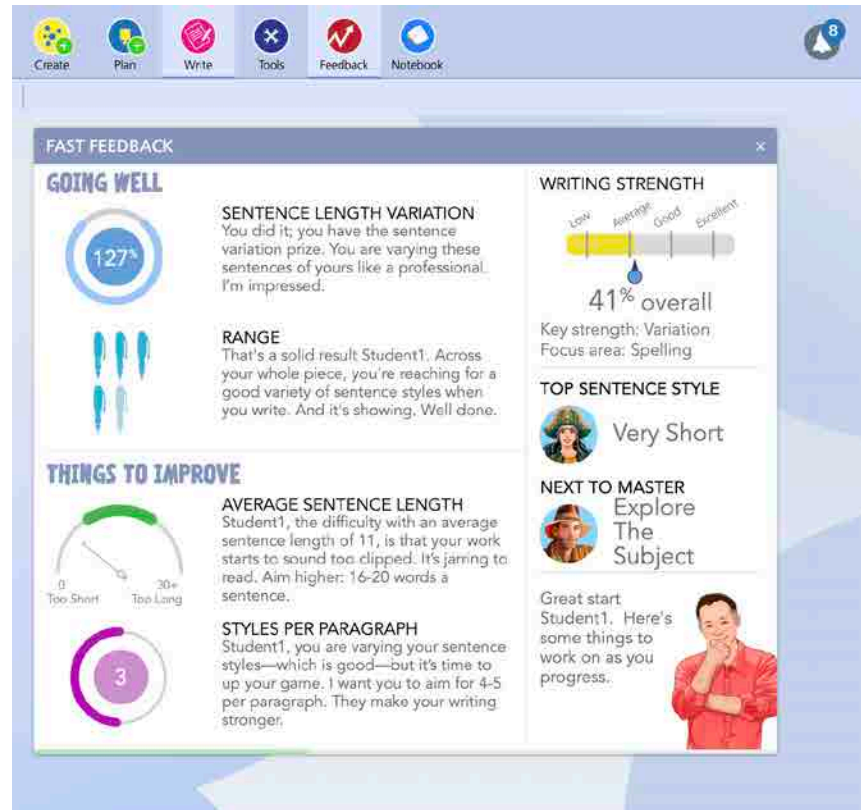 8
Create
Plan
Write
Tools
Feedback
Notebook
FAST FEEDBACK
×
GOING WELL
127%
SENTENCE LENGTH VARIATION
You did it; you have the sentence
variation prize. You are varying these
sentences of yours like a professional.
I'm impressed.
RANGE
That's a solid result Student1. Across
your whole piece, you're reaching for a
good variety of sentence styles when
you write. And it's showing. Well done.
THINGS TO IMPROVE
0
Too Short
30+
Too Long
AVERAGE SENTENCE LENGTH
Student1, the difficulty with an average
sentence length of 11, is that your work
starts to sound too clipped. It's jarring to
read. Aim higher: 16-20 words a
sentence.
3
STYLES PER PARAGRAPH
Student1, you are varying your sentence
styles—which is good—but it's time to
up your game. I want you to aim for 4-5
per paragraph. They make your writing
stronger.
WRITING STRENGTH
Low
Average
Good
Excellent
41% overall
Key strength: Variation
Focus area: Spelling
TOP SENTENCE STYLE
Very Short
NEXT TO MASTER
Explore
The
Subject
Great start
Student1. Here's
some things to
work on as you
progress.